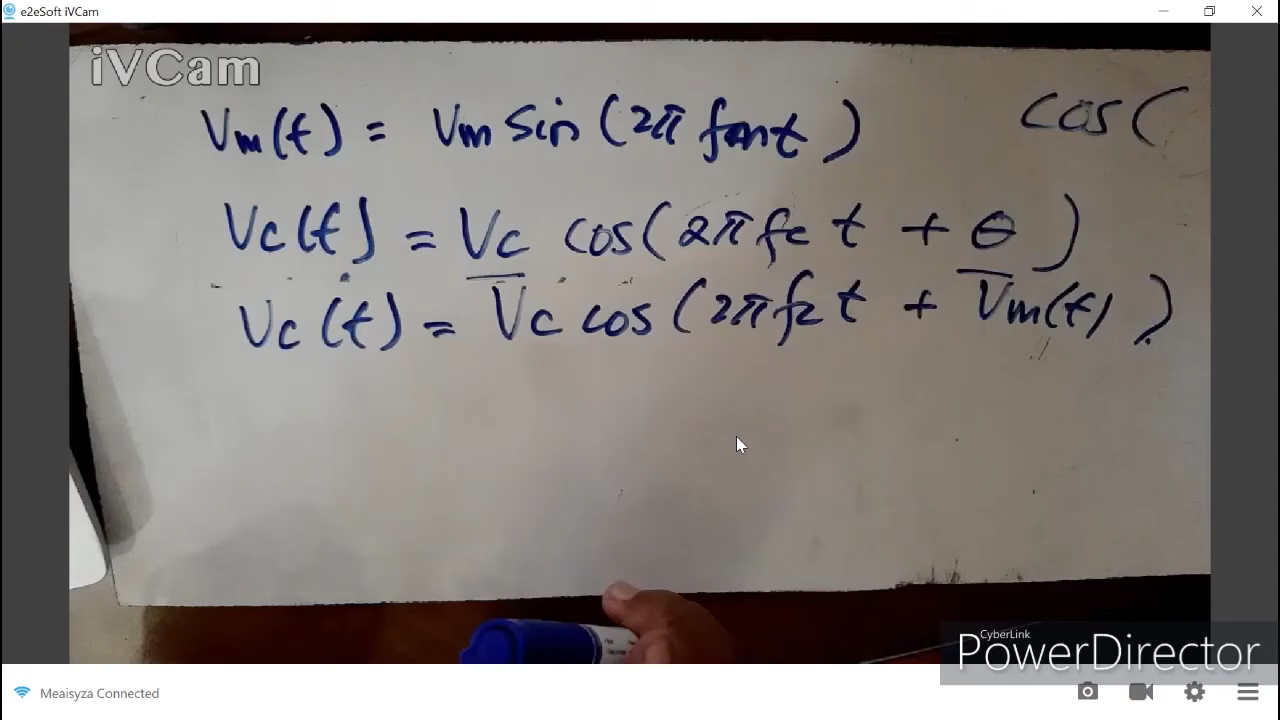 e2eSoft iVCam
iVCam
Vm(t) = Vm sin (2π fmt) cos (
Vc(t) = Vc cos(2π fc t + θ)
Vc (t) = Vc cos (2π fc t + Vm(t) )
CyberLink
PowerDirector
Meaisyza Connected